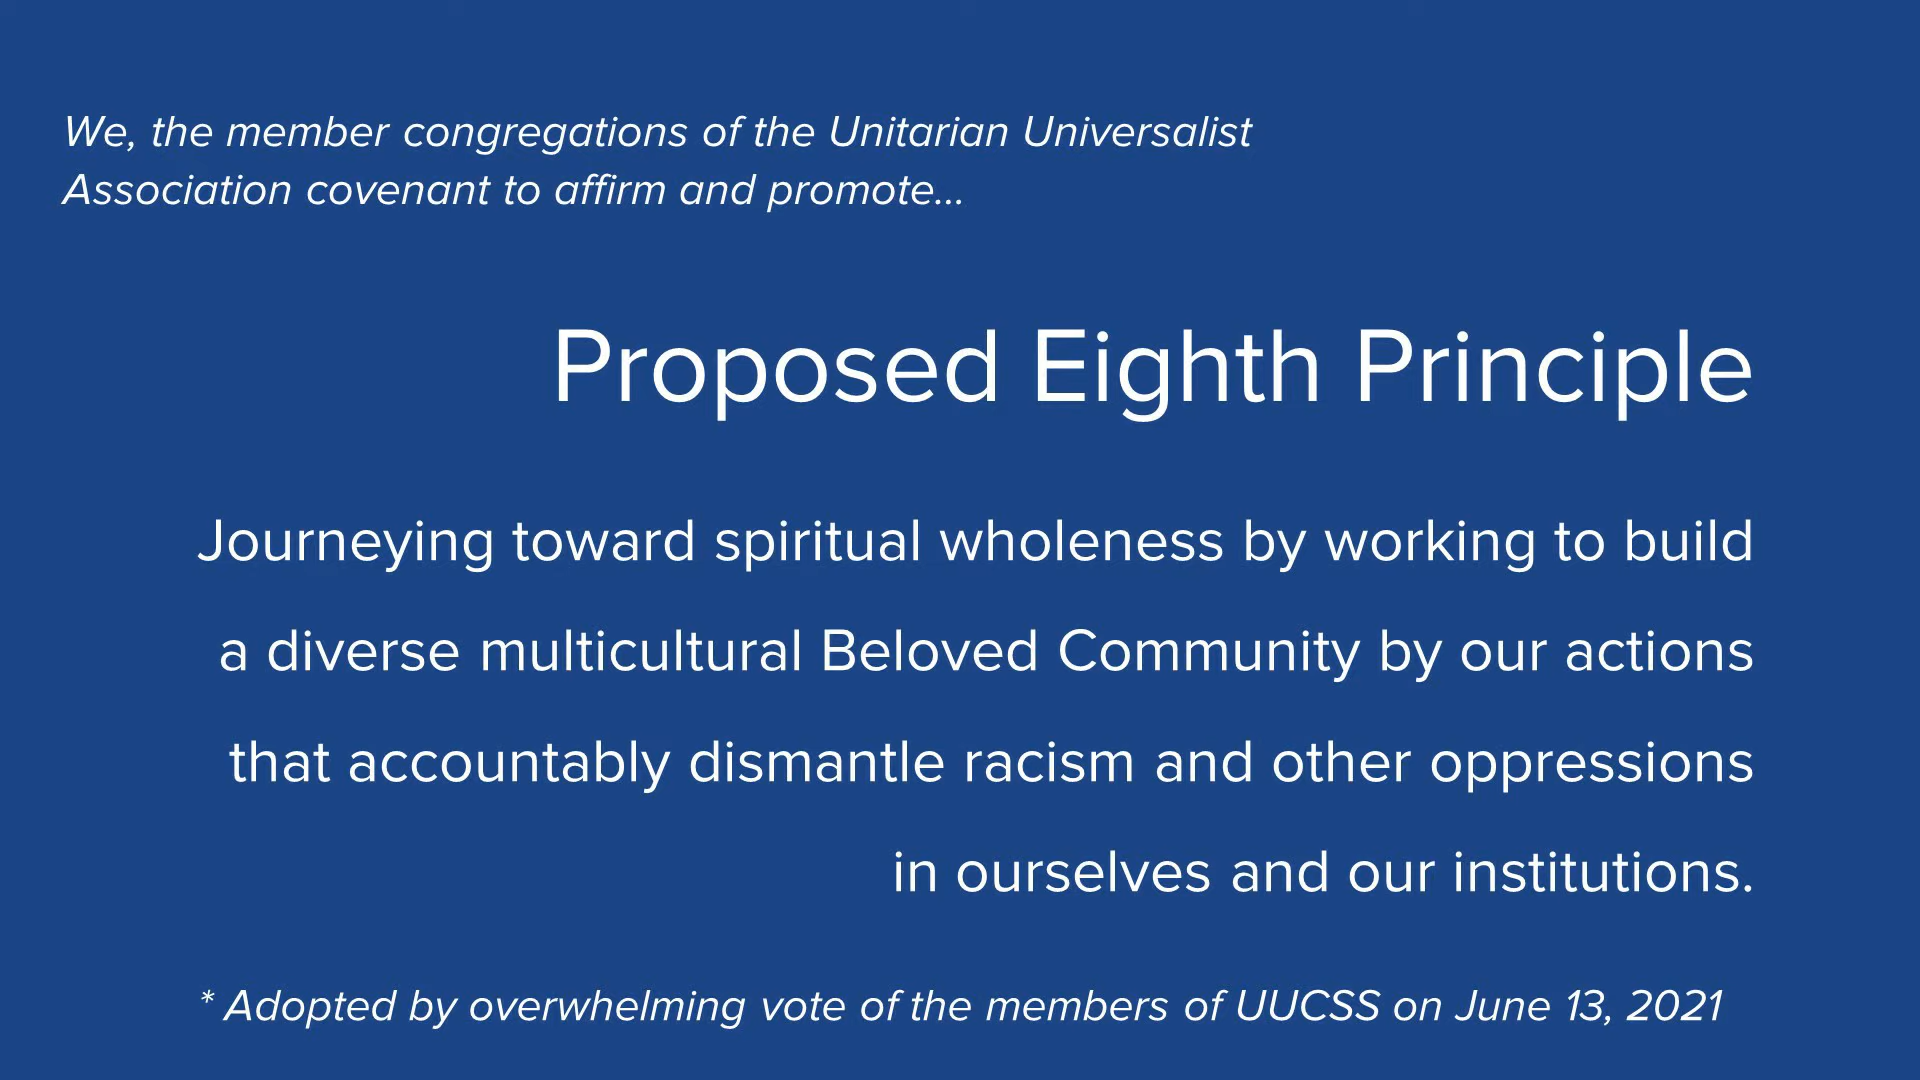 We, the member congregations of the Unitarian Universalist
Association covenant to affirm and promote...
Proposed Eighth Principle
Journeying toward spiritual wholeness by working to build
a diverse multicultural Beloved Community by our actions
that accountably dismantle racism and other oppressions
in ourselves and our institutions.
* Adopted by overwhelming vote of the members of UUCSS on June 13, 2021